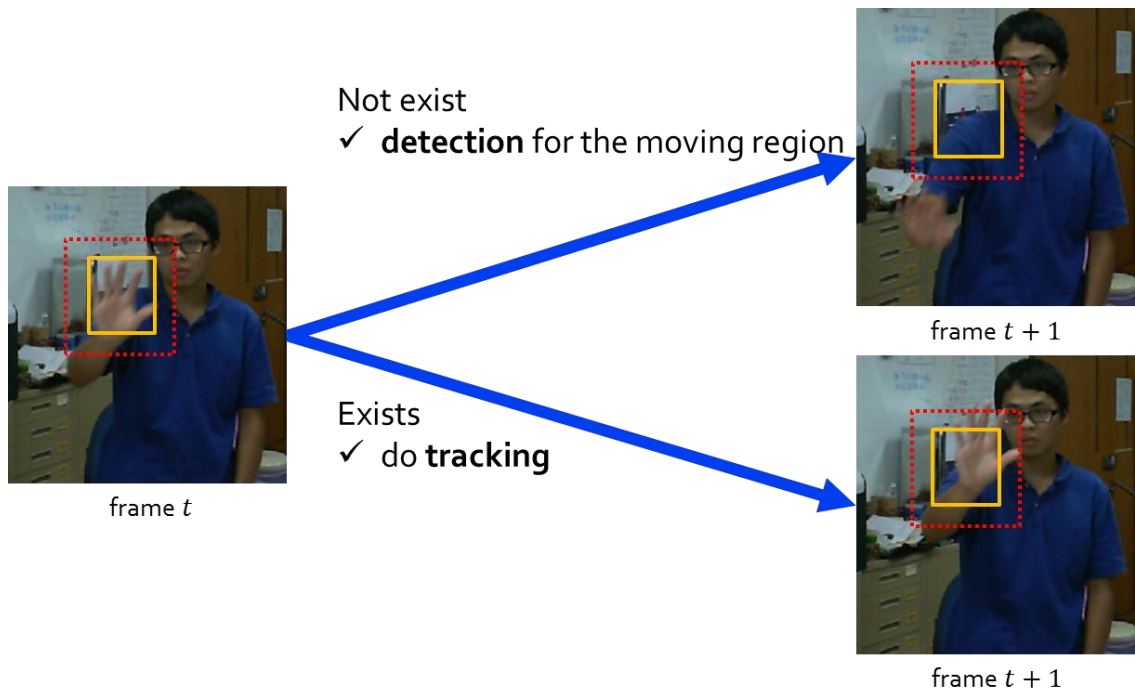 Not exist
✓ detection for the moving region
frame t + 1
frame t
Exists
✓ do tracking
frame t + 1